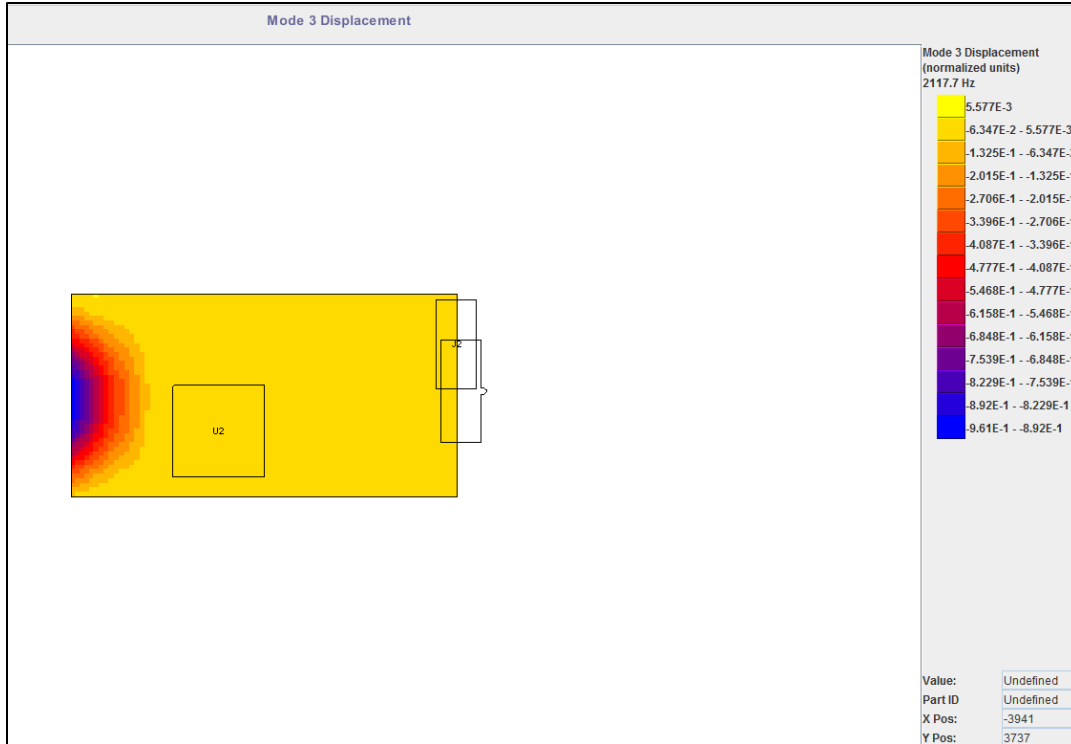 Mode 3 Displacement
Mode 3 Displacement
(normalized units)
2117.7 Hz
5.577E-3
-6.347E-2 - 5.577E-3
-1.325E-1 - -6.347E-
-2.015E-1 - -1.325E-
-2.706E-1 - -2.015E-
-3.396E-1 - -2.706E-
-4.087E-1 - -3.396E-
-4.777E-1 - -4.087E-
-5.468E-1 - -4.777E-
-6.158E-1 - -5.468E-
-6.848E-1 - -6.158E-
-7.539E-1 - -6.848E-
-8.229E-1 - -7.539E-
-8.92E-1 - -8.229E-1
-9.61E-1 - -8.92E-1
J2
U2
Value: Undefined
Part ID Undefined
X Pos: -3941
Y Pos: 3737